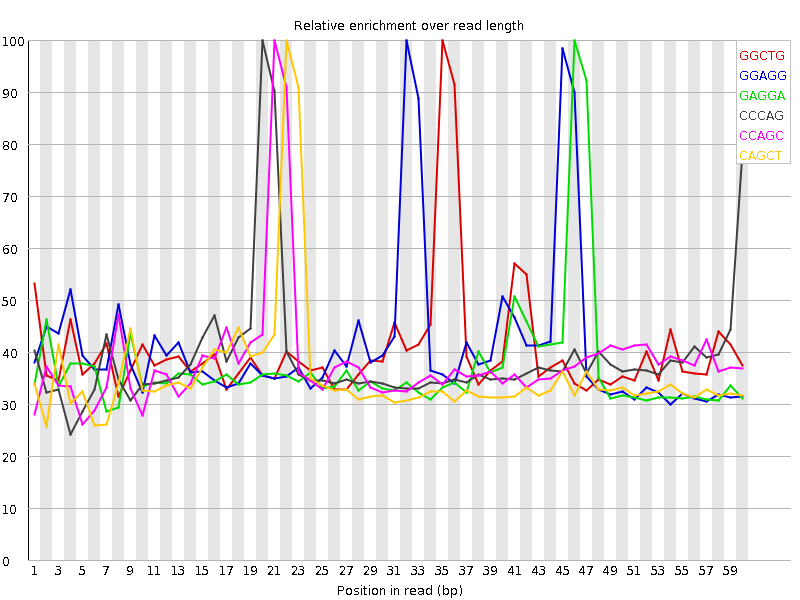 Relative enrichment over read length
100
90
80
70
60
50
40
30
20
10
0
GGCTG
GGAGG
GAGGA
CCCAG
CCAGC
CAGCT
1 3 5 7 9 11 13 15 17 19 21 23 25 27 29 31 33 35 37 39 41 43 45 47 49 51 53 55 57 59
Position in read (bp)